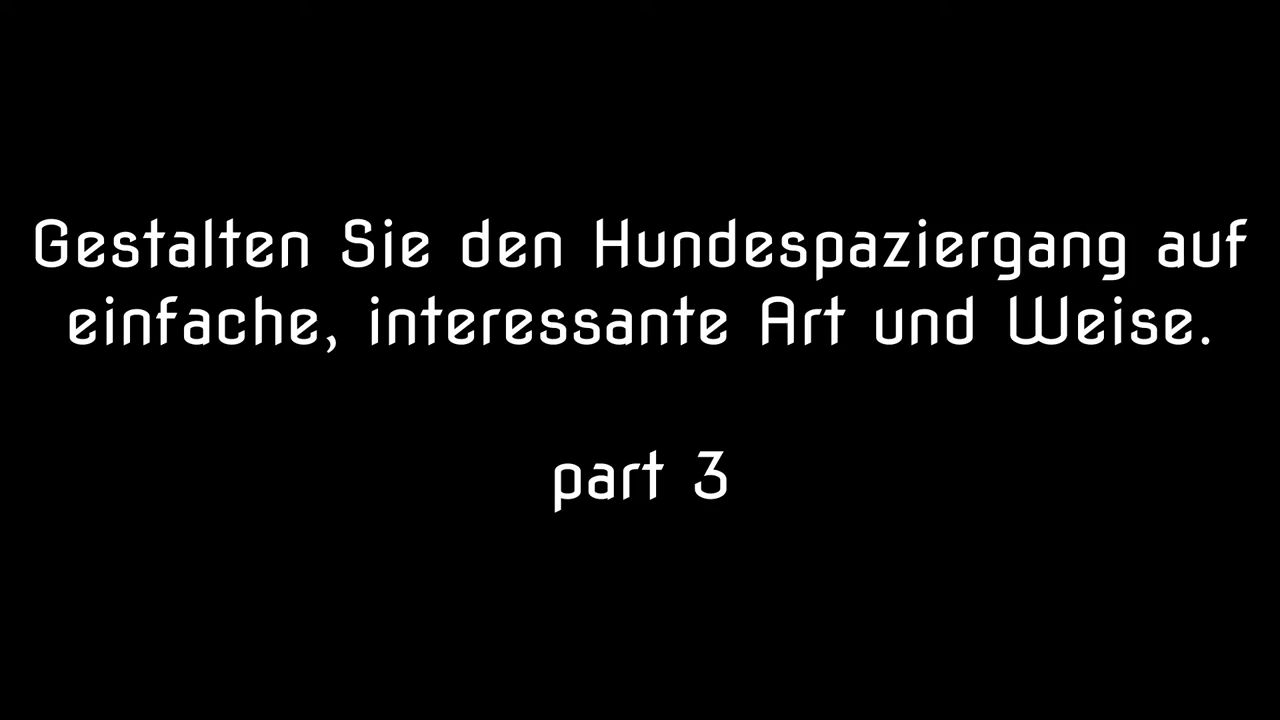 Gestalten Sie den Hundespaziergang auf
einfache, interessante Art und Weise.
part 3